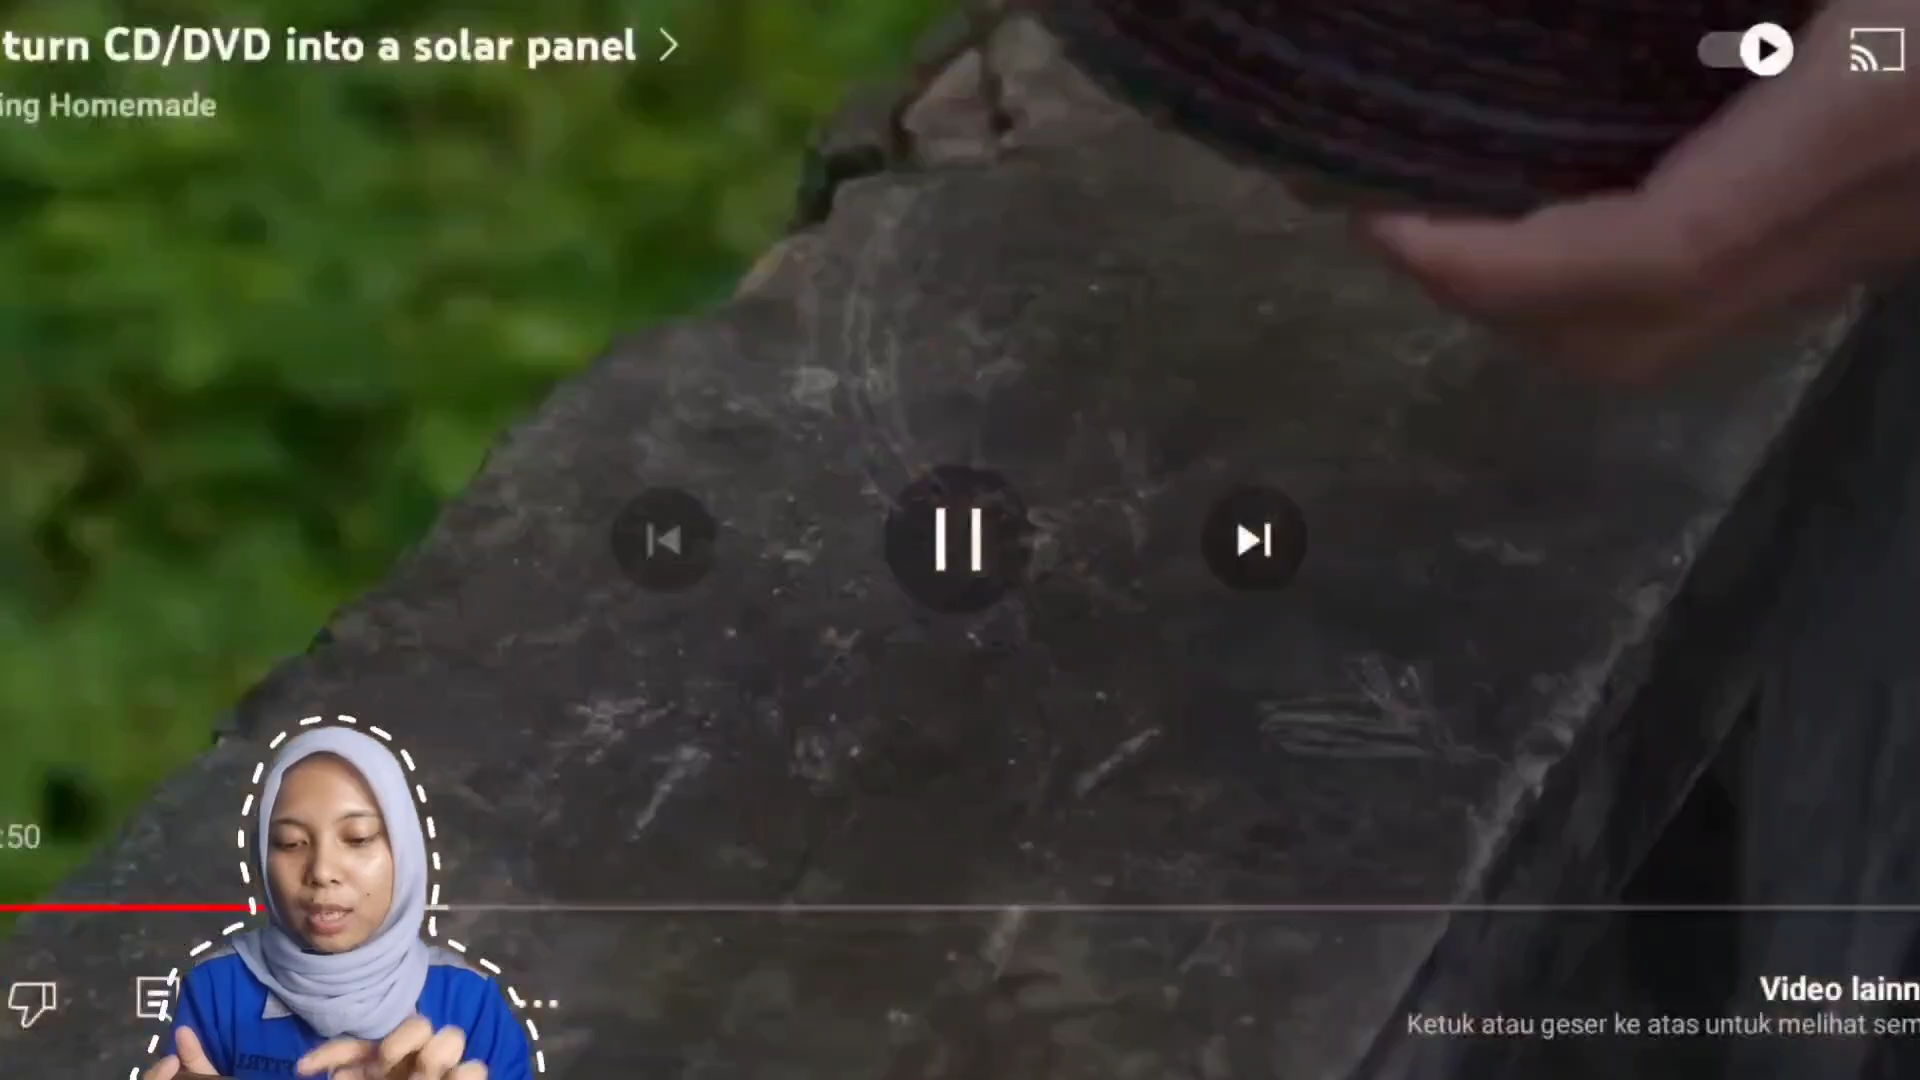 turn CD/DVD into a solar panel
ing Homemade
:50
Video lainn
Ketuk atau geser ke atas untuk melihat sem